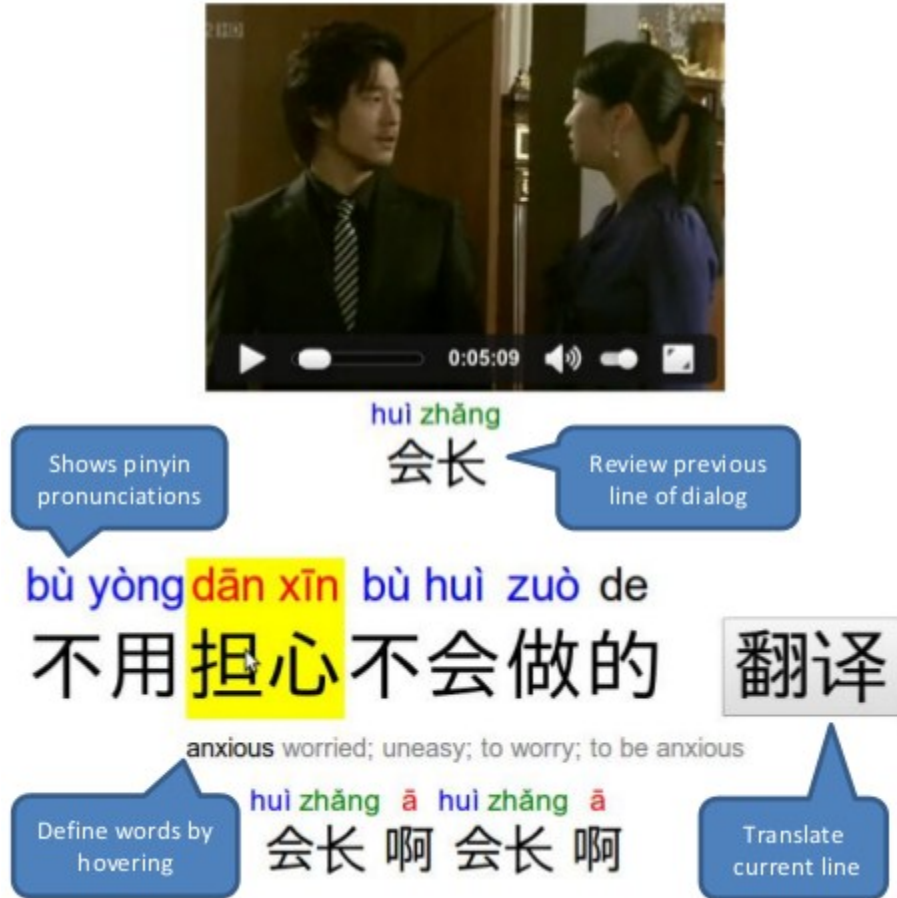 0:05:09
huì zhǎng
会长
Shows pinyin
pronunciations
Review previous
line of dialog
bù yòng dān xīn bù huì zuò de
不用担心不会做的
翻译
anxious worried; uneasy; to worry; to be anxious
Define words by
hovering
huì zhǎng ā huì zhǎng ā
会长 啊 会长 啊
Translate
current line